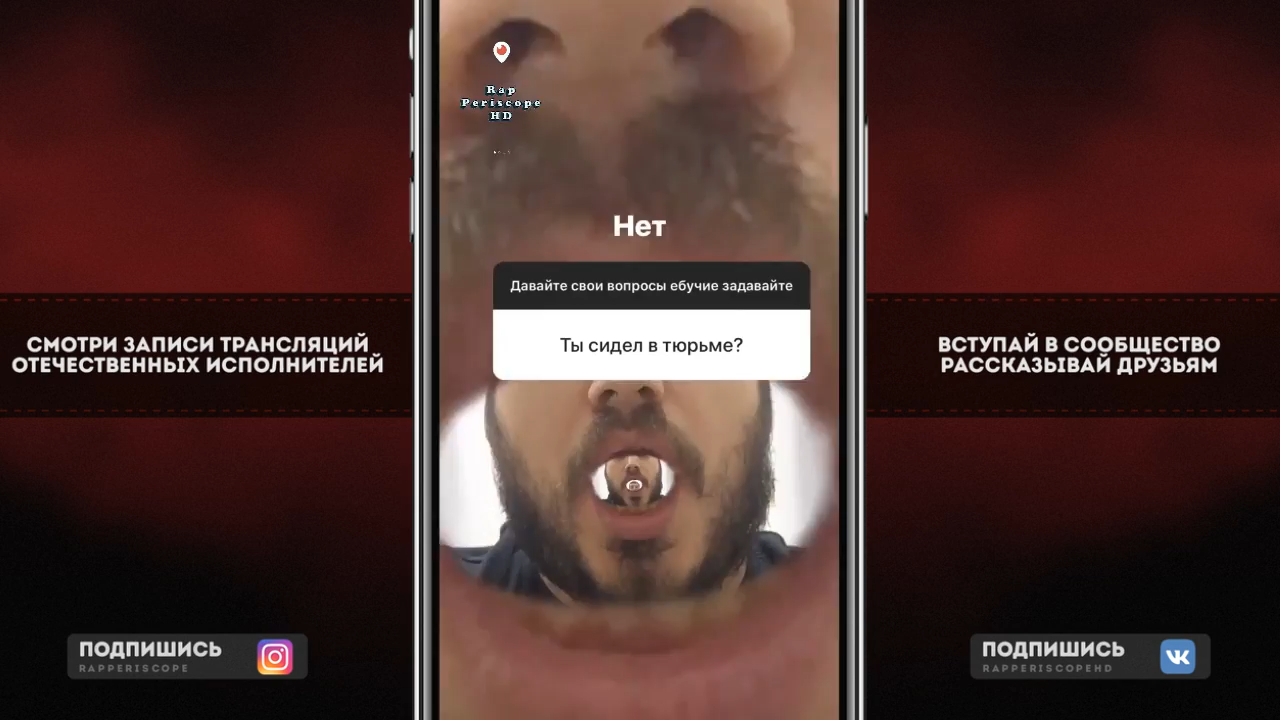 Rap
Periscope
HD
Нет
Давайте свои вопросы ебучие задавайте
Ты сидел в тюрьме?
СМОТРИ ЗАПИСИ ТРАНСЛЯЦИЙ
ОТЕЧЕСТВЕННЫХ ИСПОЛНИТЕЛЕЙ
ВСТУПАЙ В СООБЩЕСТВО
РАССКАЗЫВАЙ ДРУЗЬЯМ
ПОДПИШИСЬ
RAPPERISCOPE
ПОДПИШИСЬ
RAPPERISCOPEHD